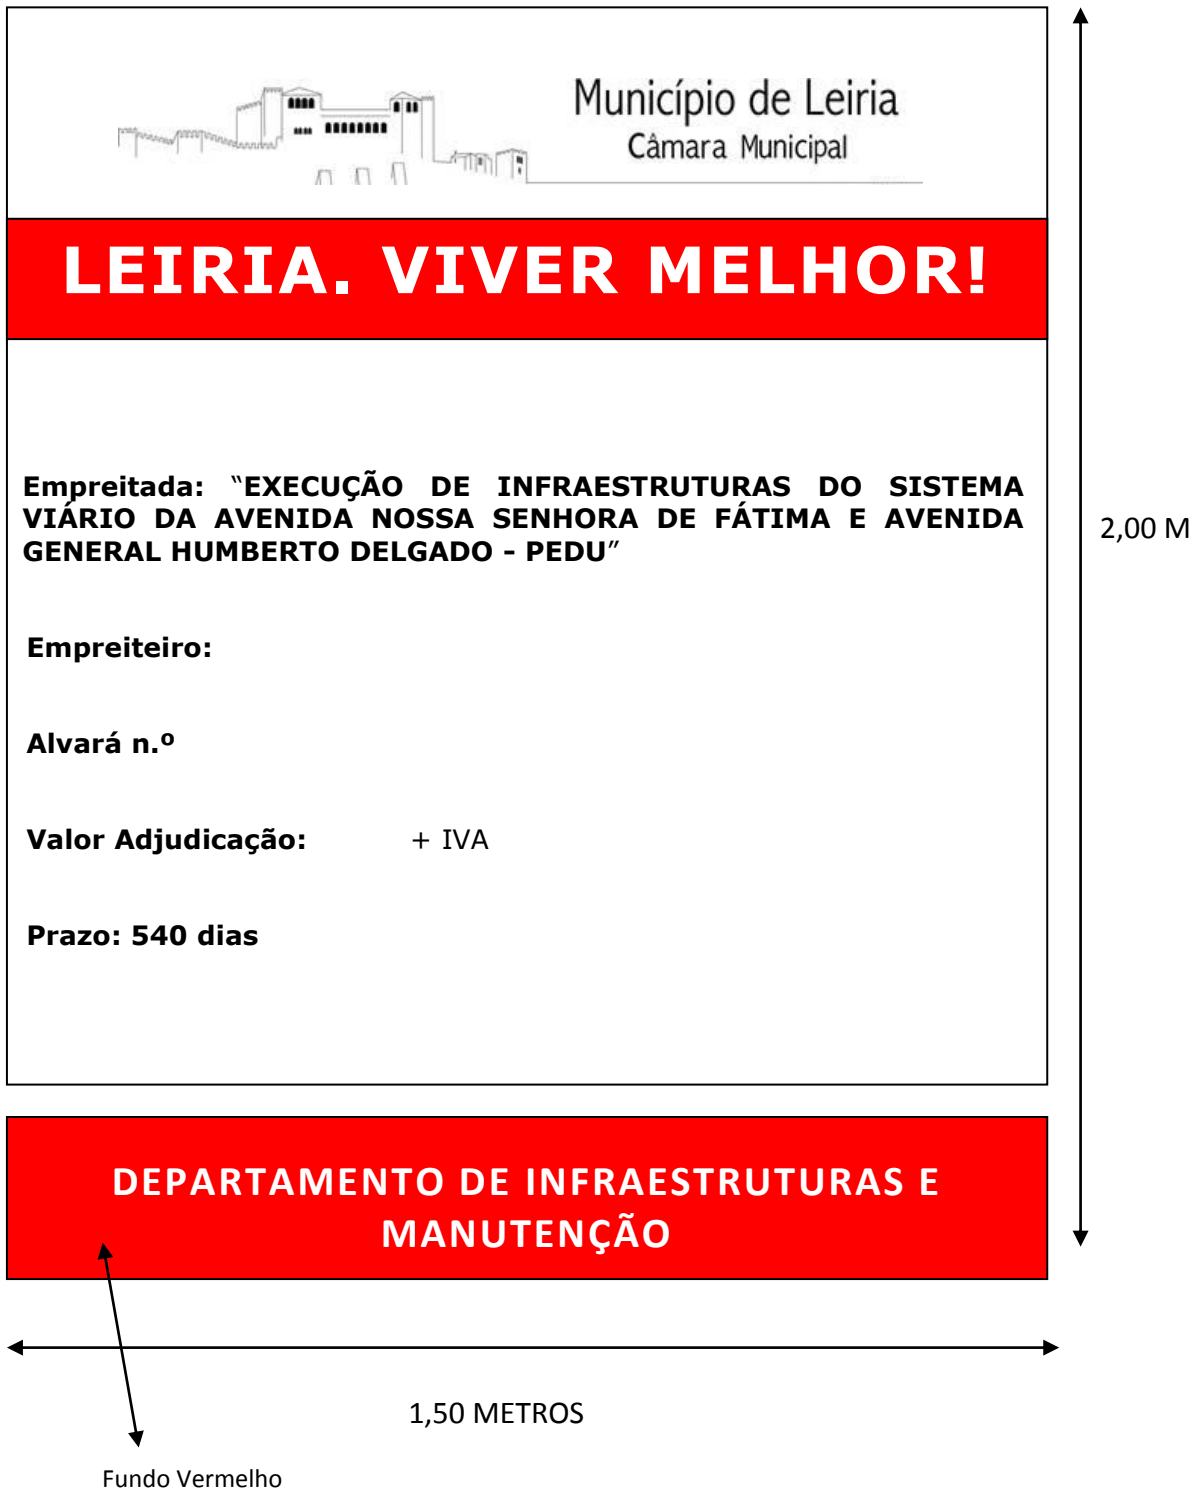 Município de Leiria
Câmara Municipal
LEIRIA. VIVER MELHOR!
Empreitada: “EXECUÇÃO DE INFRAESTRUTURAS DO SISTEMA
VIÁRIO DA AVENIDA NOSSA SENHORA DE FÁTIMA E AVENIDA
GENERAL HUMBERTO DELGADO - PEDU”
2,00 M
Empreiteiro:
Alvará n.º
Valor Adjudicação: + IVA
Prazo: 540 dias
DEPARTAMENTO DE INFRAESTRUTURAS E
MANUTENÇÃO
1,50 METROS
Fundo Vermelho